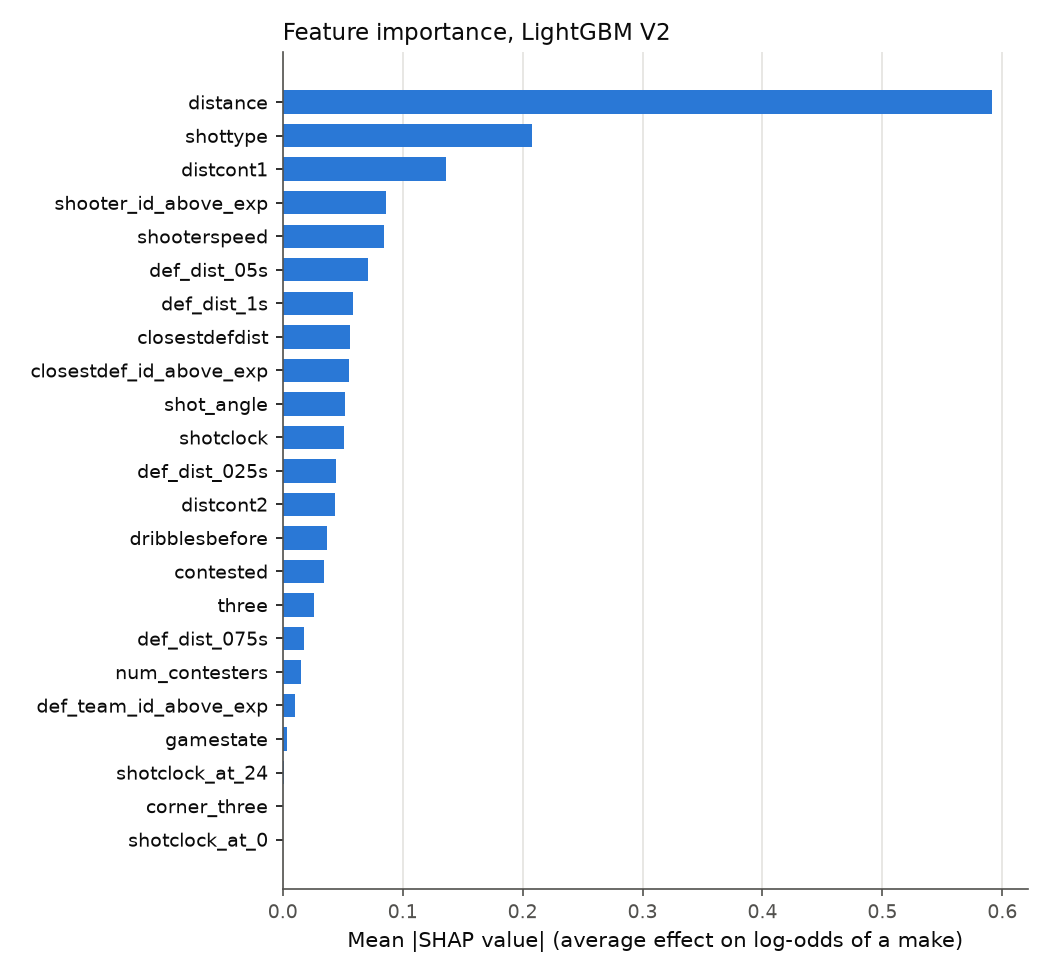 Feature importance, LightGBM V2
distance
shottype
distcont1
shooter_id_above_exp
shooterspeed
def_dist_05s
def_dist_1s
closestdefdist
closestdef_id_above_exp
shot_angle
shotclock
def_dist_025s
distcont2
dribblesbefore
contested
three
def_dist_075s
num_contesters
def_team_id_above_exp
gamestate
shotclock_at_24
corner_three
shotclock_at_0
0.0 0.1 0.2 0.3 0.4 0.5 0.6
Mean |SHAP value| (average effect on log-odds of a make)